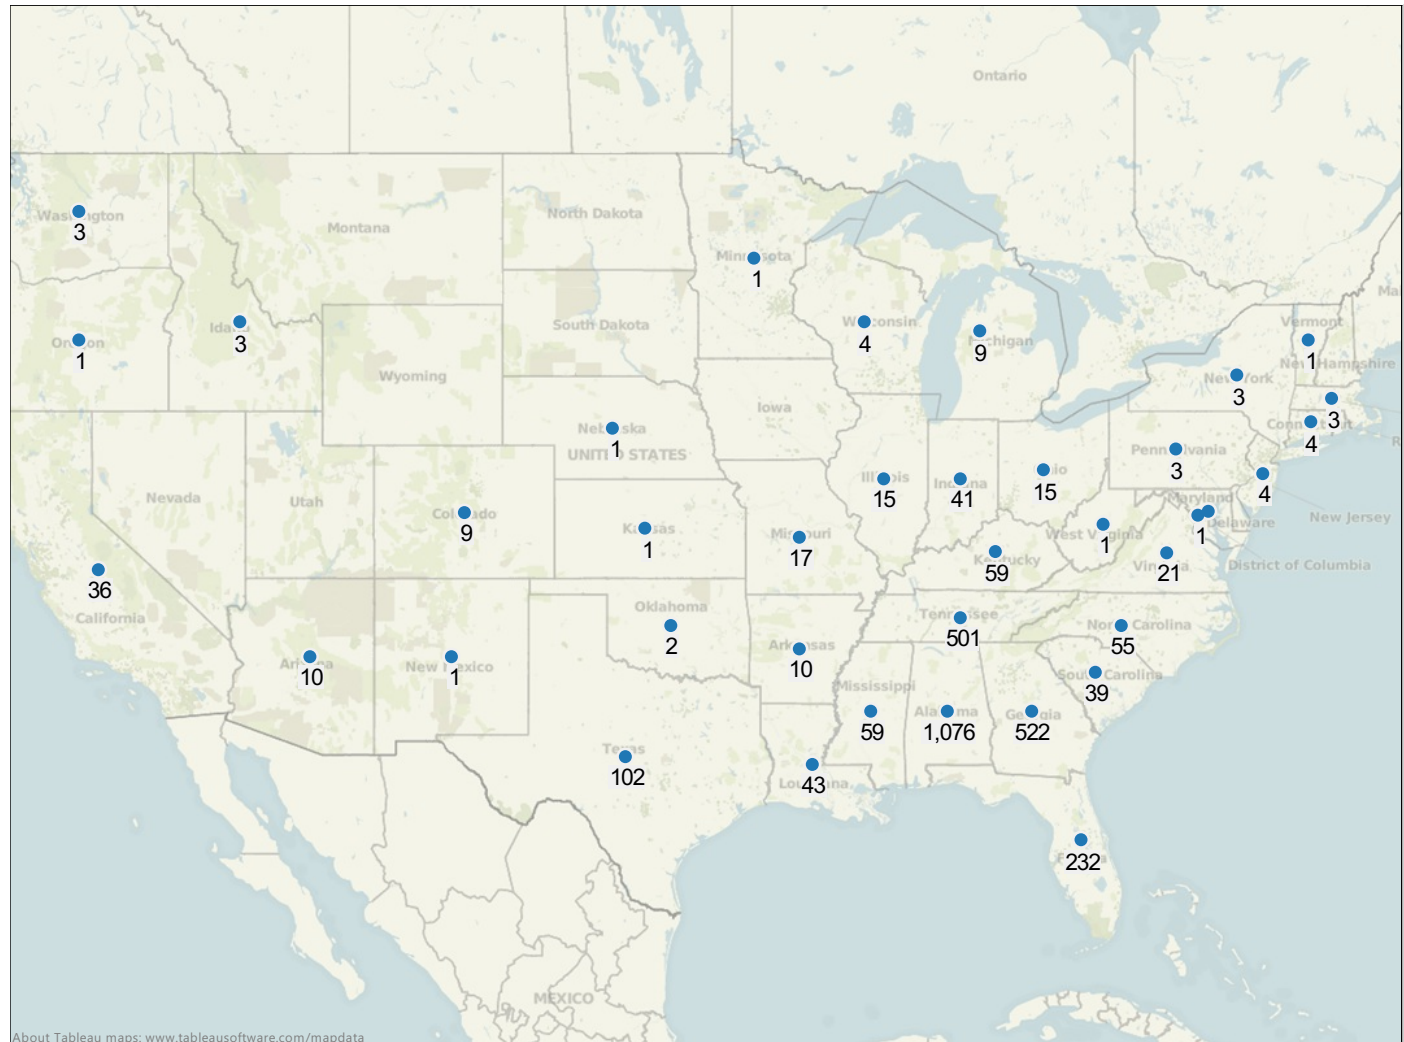 Ontario
Washington
3
Montana
North Dakota
Minnesota
1
Oregon
1
Idaho
3
South Dakota
Wisconsin
4
Michigan
9
Vermont
1
New Hampshire
Wyoming
Iowa
New York
3
3
Connecticut
4
Nebraska
1
UNITED STATES
Pennsylvania
3
4
Nevada
Utah
Colorado
9
Kansas
1
Missouri
17
Illinois
15
Indiana
41
Ohio
15
Maryland
1
Delaware
New Jersey
West Virginia
1
Virginia
21
District of Columbia
Kentucky
59
36
California
Arizona
10
New Mexico
1
Oklahoma
2
Arkansas
10
Tennessee
501
North Carolina
55
South Carolina
39
Mississippi
59
Alabama
1,076
Georgia
522
Texas
102
Louisiana
43
232
MEXICO
About Tableau maps: www.tableausoftware.com/mapdata